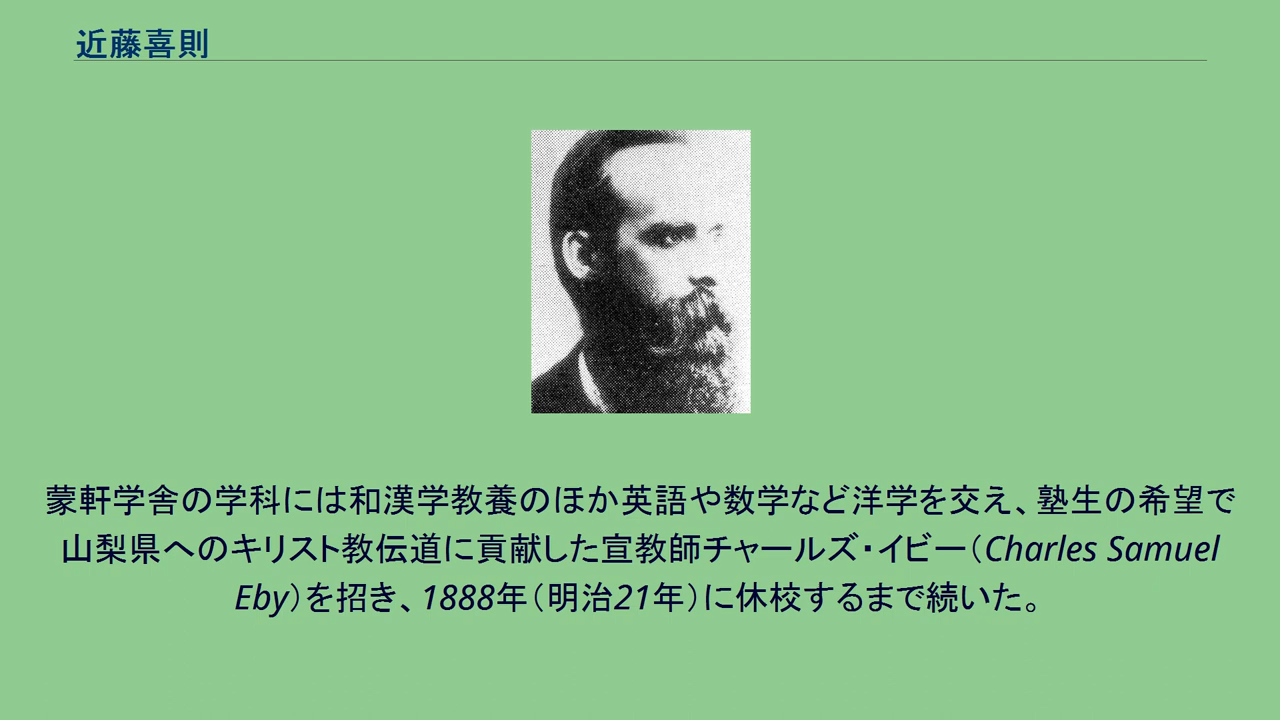 近藤喜則
蒙軒学舎の学科には和漢学教養のほか英語や数学など洋学を交え、塾生の希望で
山梨県へのキリスト教伝道に貢献した宣教師チャールズ・イビー（Charles Samuel
Eby）を招き、1888年（明治21年）に休校するまで続いた。